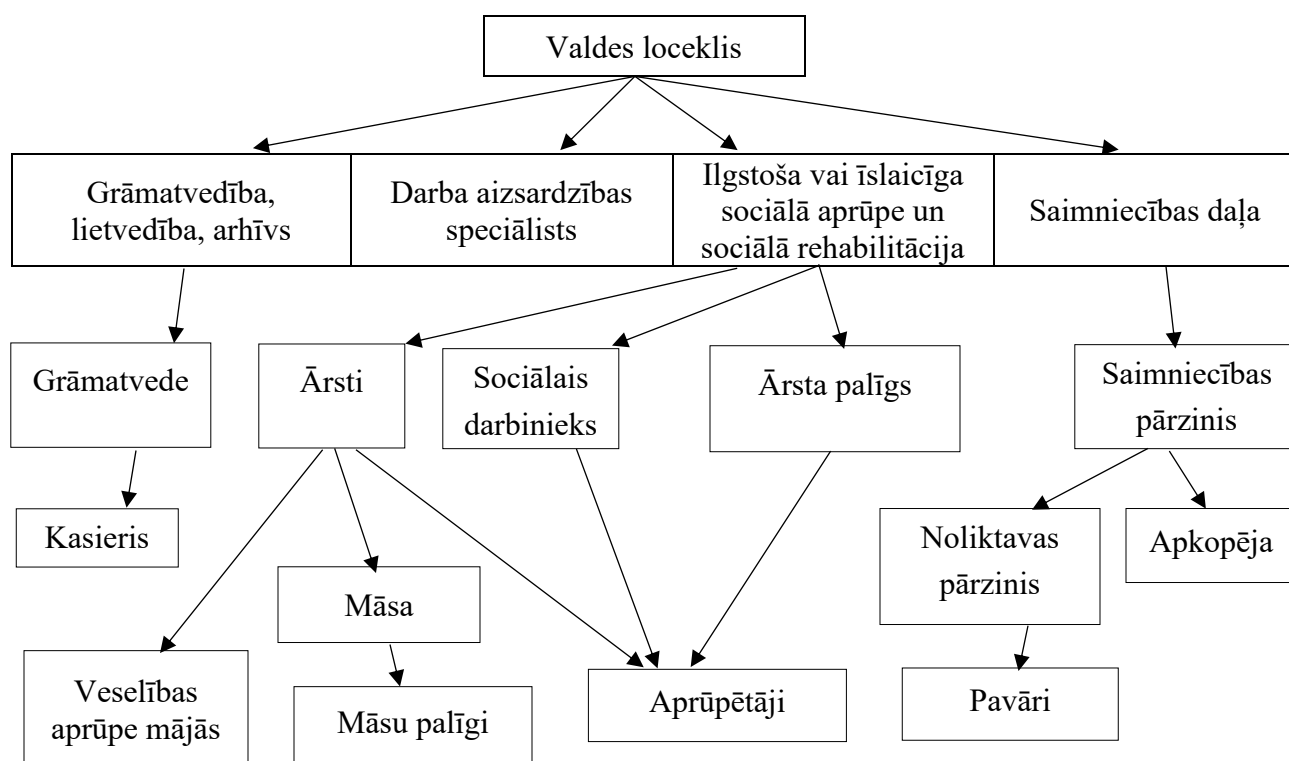 Valdes loceklis
Grāmatvedība,
lietvedība, arhīvs
Darba aizsardzības
speciālists
Ilgstoša vai īslaicīga
sociālā aprūpe un
sociālā rehabilitācija
Saimniecības daļa
Grāmatvede
Ārsti
Sociālais
darbinieks
Ārsta palīgs
Saimniecības
pārzinis
Kasieris
Noliktavas
pārzinis
Apkopēja
Māsa
Veselības
aprūpe mājās
Māsu palīgi
Aprūpētāji
Pavāri